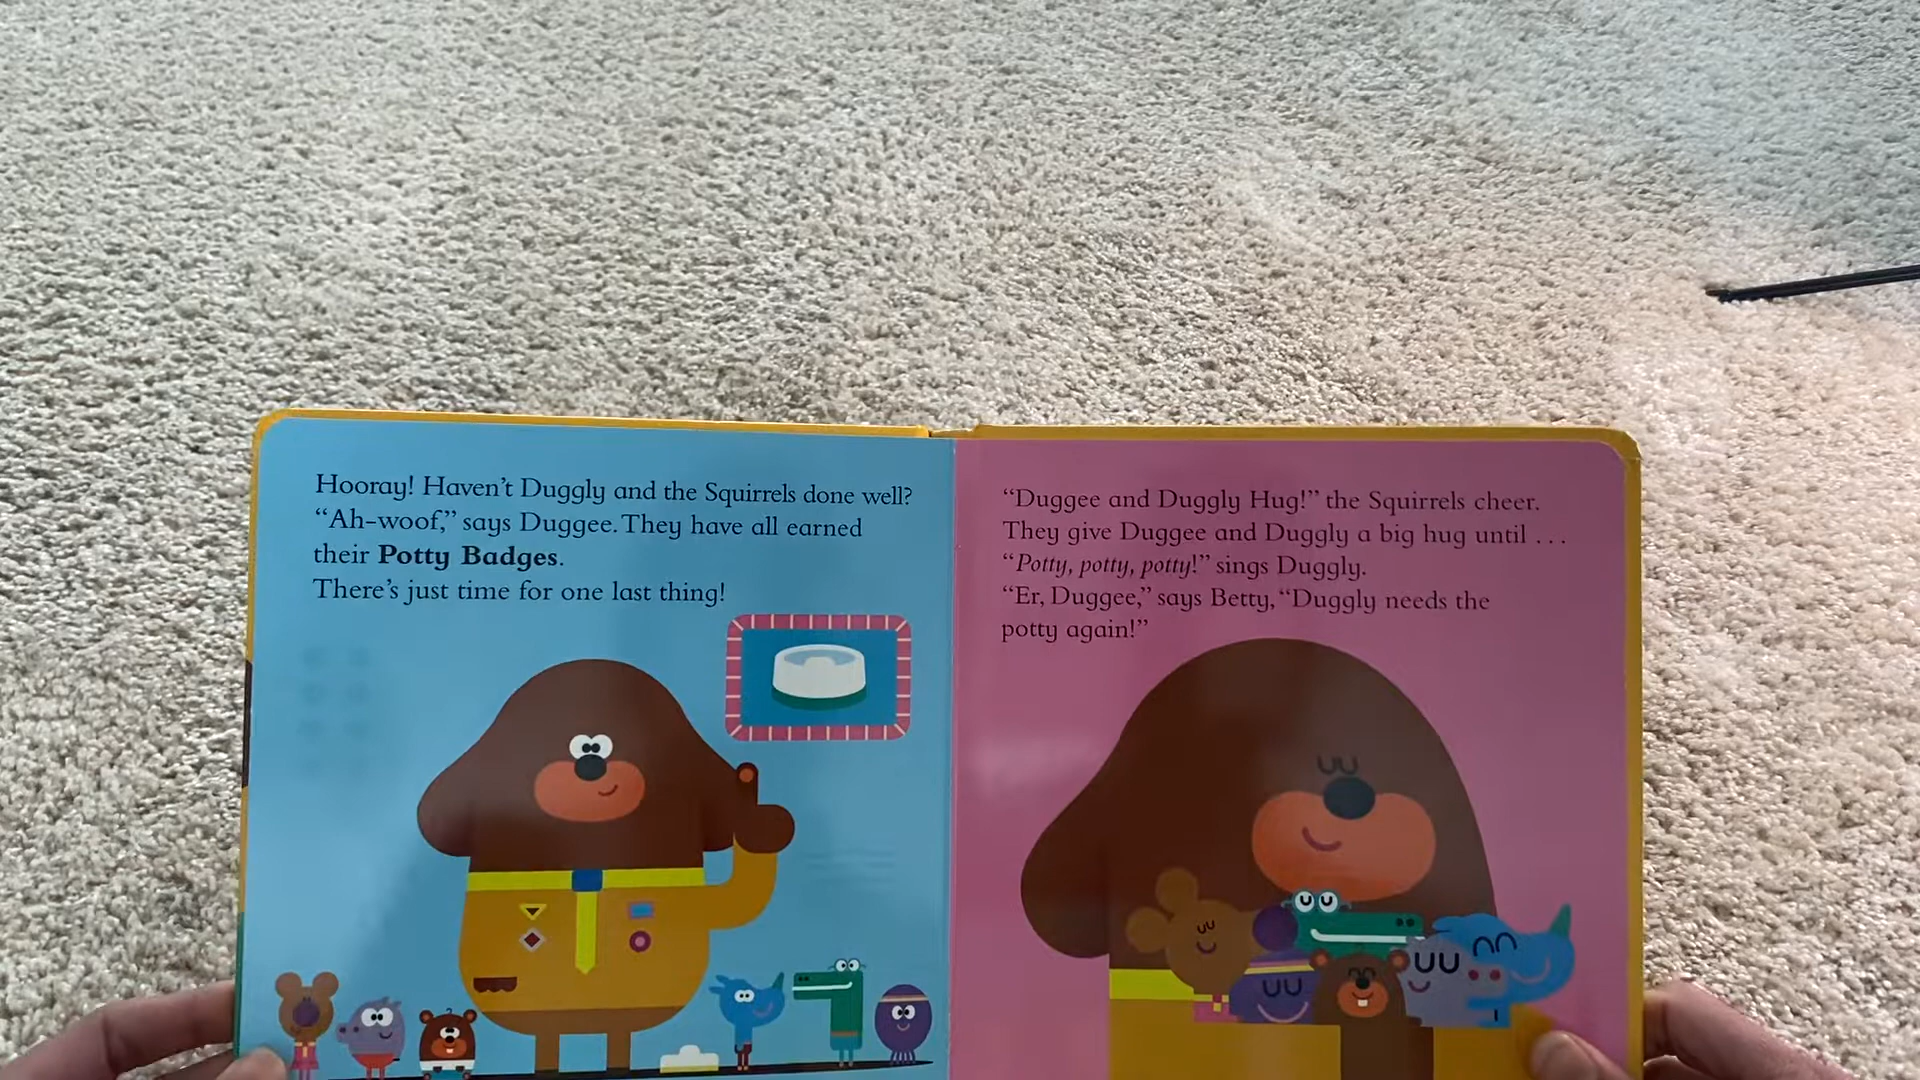 Hooray! Haven't Duggly and the Squirrels done well?
“Ah-woof,” says Duggee. They have all earned
their Potty Badges.
There's just time for one last thing!
“Duggee and Duggly Hug!” the Squirrels cheer.
They give Duggee and Duggly a big hug until . . .
“Potty, potty, potty!” sings Duggly.
“Er, Duggee,” says Betty, “Duggly needs the
potty again!”